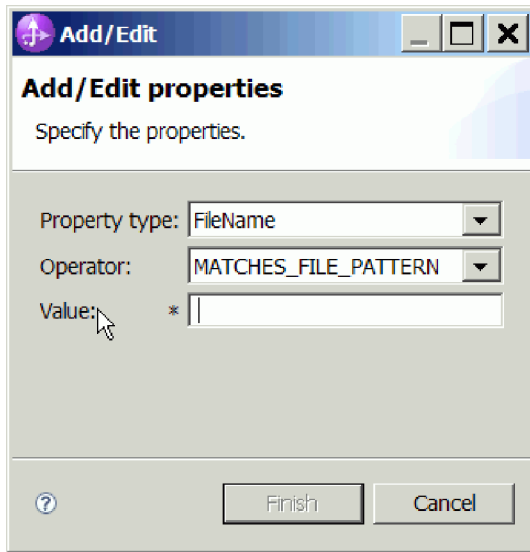 Add/Edit
Add/Edit properties
Specify the properties.
Property type: FileName
Operator: MATCHES_FILE_PATTERN
Value: *
? Finish Cancel